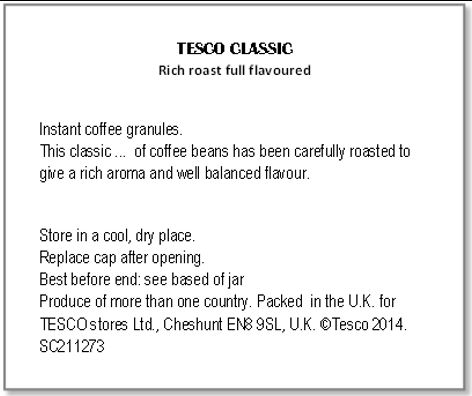 TESCO CLASSIC
Rich roast full flavoured
Instant coffee granules.
This classic ... of coffee beans has been carefully roasted to
give a rich aroma and well balanced flavour.
Store in a cool, dry place.
Replace cap after opening.
Best before end: see based of jar
Produce of more than one country. Packed in the U.K. for
TESCO stores Ltd., Cheshunt EN8 9SL, U.K. ©Tesco 2014.
SC211273